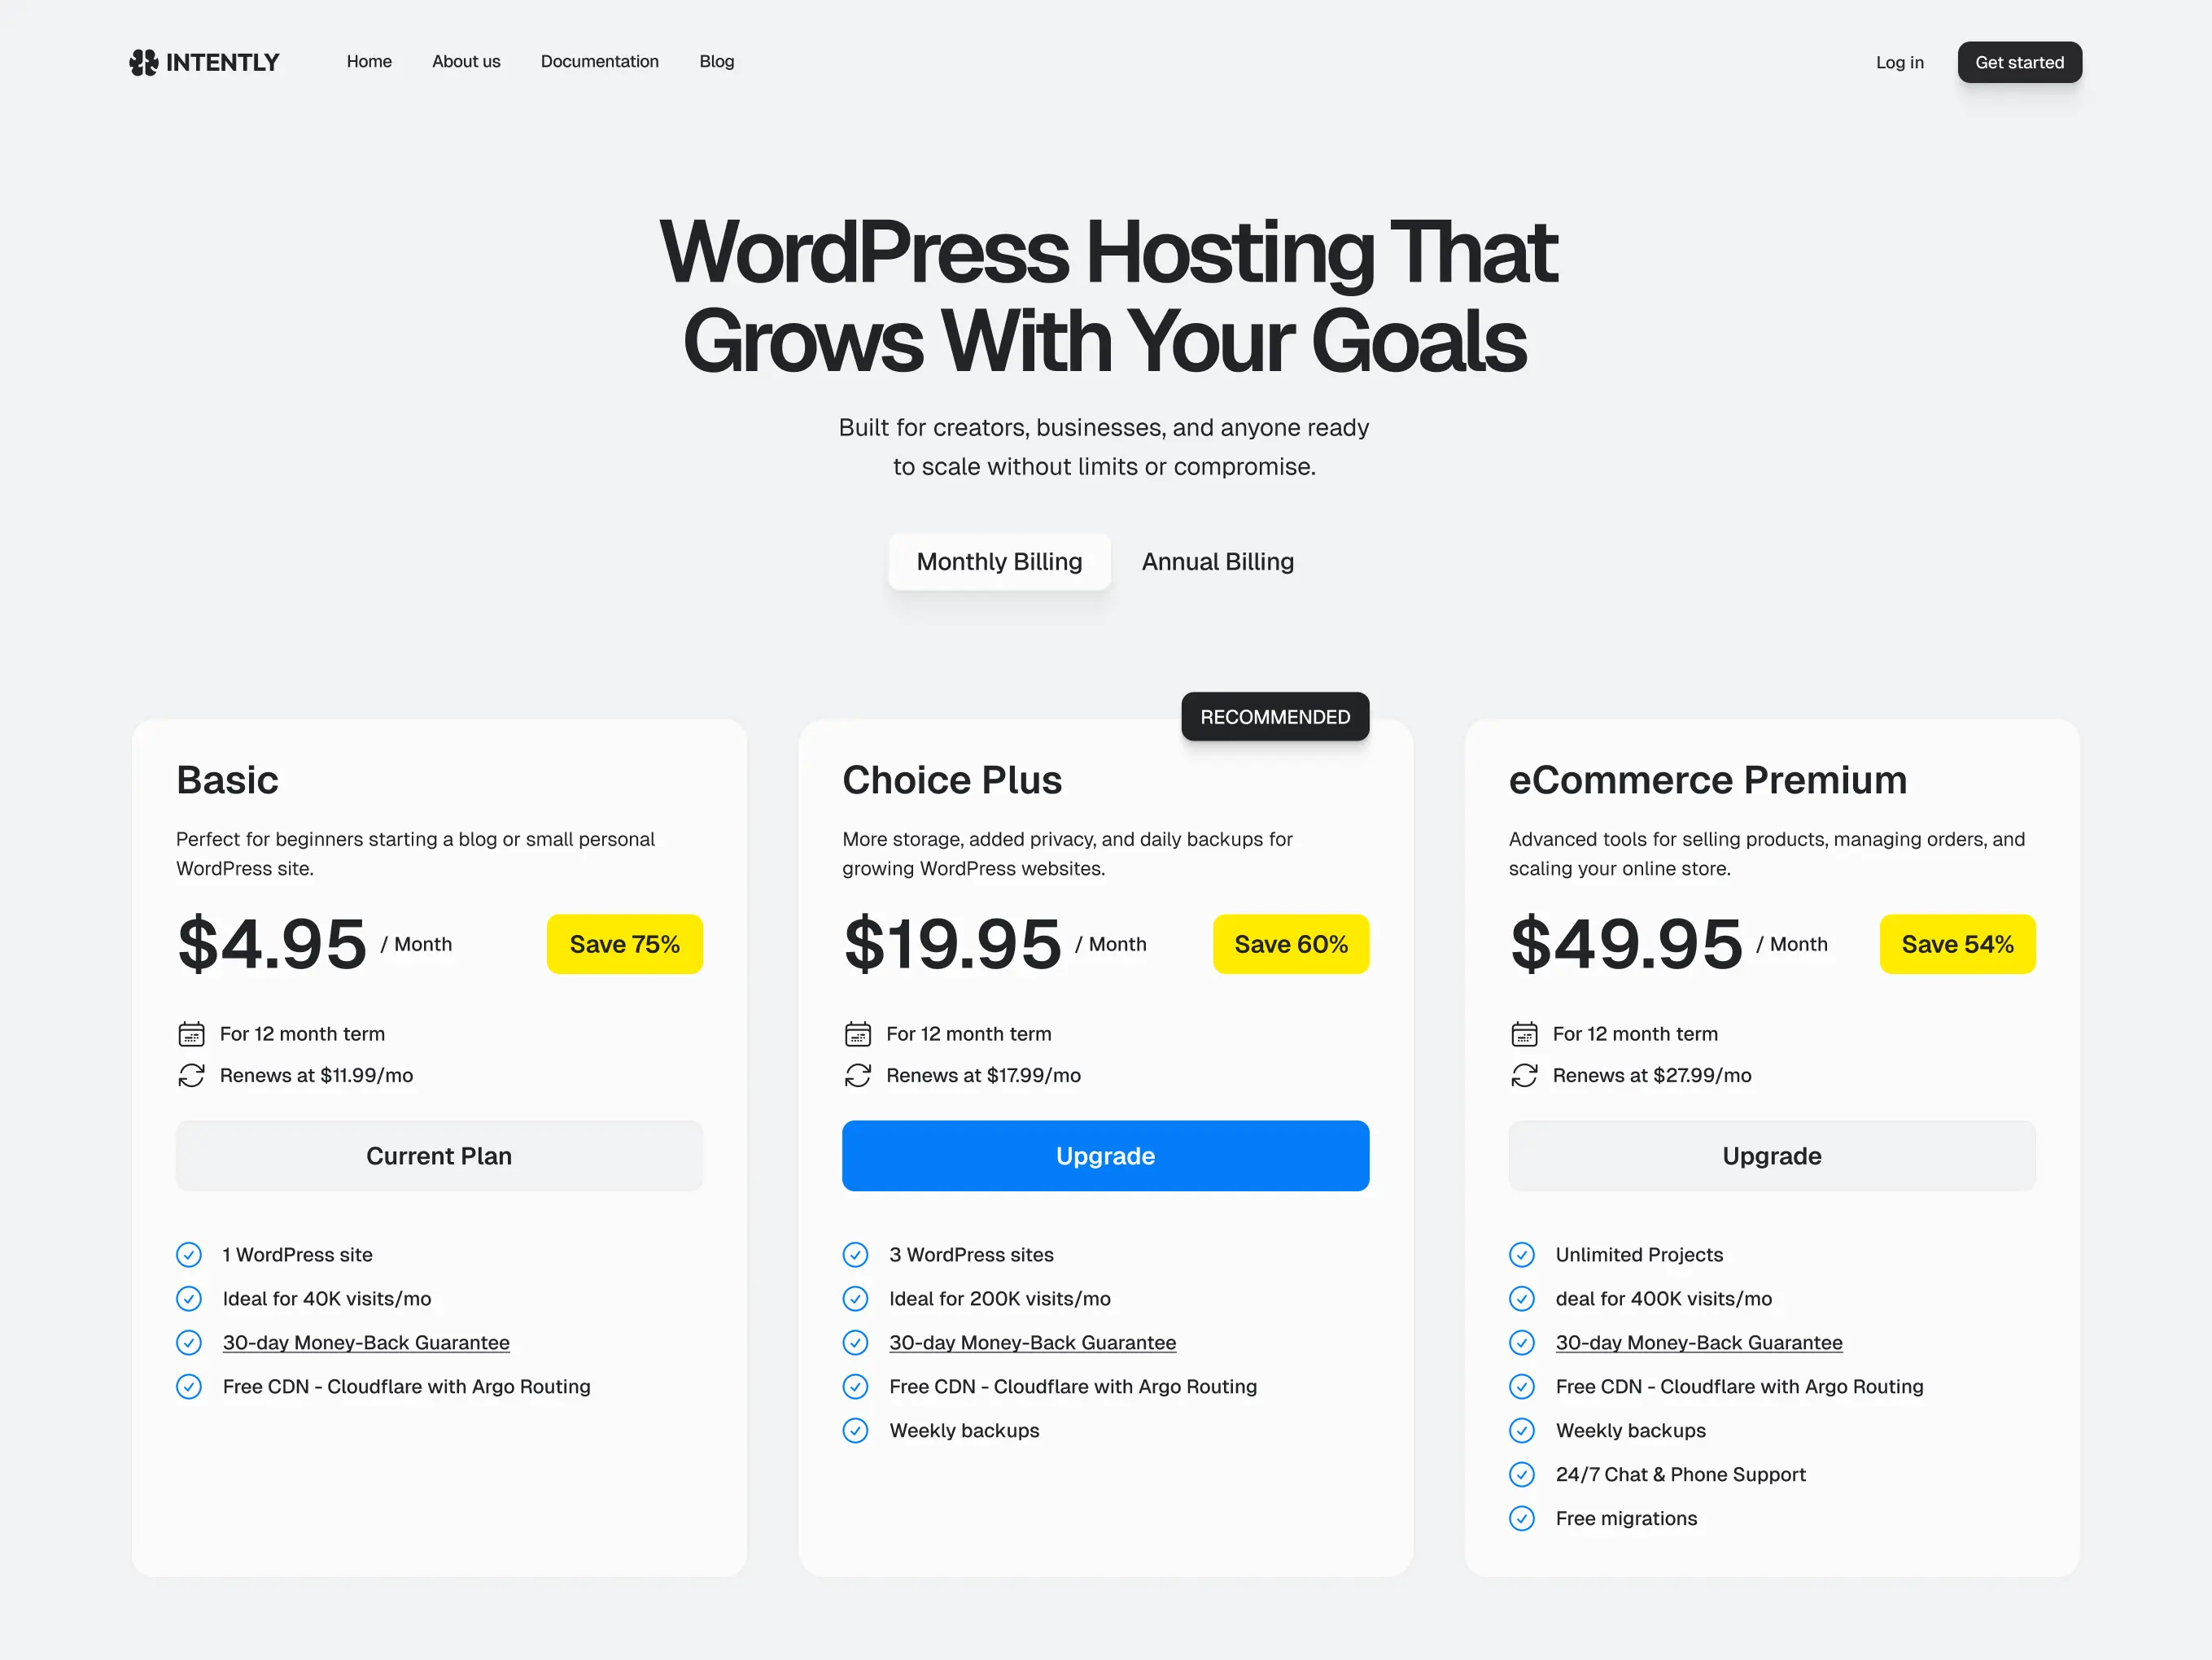 INTENTLY
Home
About us
Documentation
Blog
Log in
Get started
WordPress Hosting That
Grows With Your Goals
Built for creators, businesses, and anyone ready
to scale without limits or compromise.
Monthly Billing
Annual Billing
Basic
Perfect for beginners starting a blog or small personal
WordPress site.
$4.95 / Month
Save 75%
For 12 month term
Renews at $11.99/mo
Current Plan
1 WordPress site
Ideal for 40K visits/mo
30-day Money-Back Guarantee
Free CDN - Cloudflare with Argo Routing
RECOMMENDED
Choice Plus
More storage, added privacy, and daily backups for
growing WordPress websites.
$19.95 / Month
Save 60%
For 12 month term
Renews at $17.99/mo
Upgrade
3 WordPress sites
Ideal for 200K visits/mo
30-day Money-Back Guarantee
Free CDN - Cloudflare with Argo Routing
Weekly backups
eCommerce Premium
Advanced tools for selling products, managing orders, and
scaling your online store.
$49.95 / Month
Save 54%
For 12 month term
Renews at $27.99/mo
Upgrade
Unlimited Projects
deal for 400K visits/mo
30-day Money-Back Guarantee
Free CDN - Cloudflare with Argo Routing
Weekly backups
24/7 Chat & Phone Support
Free migrations